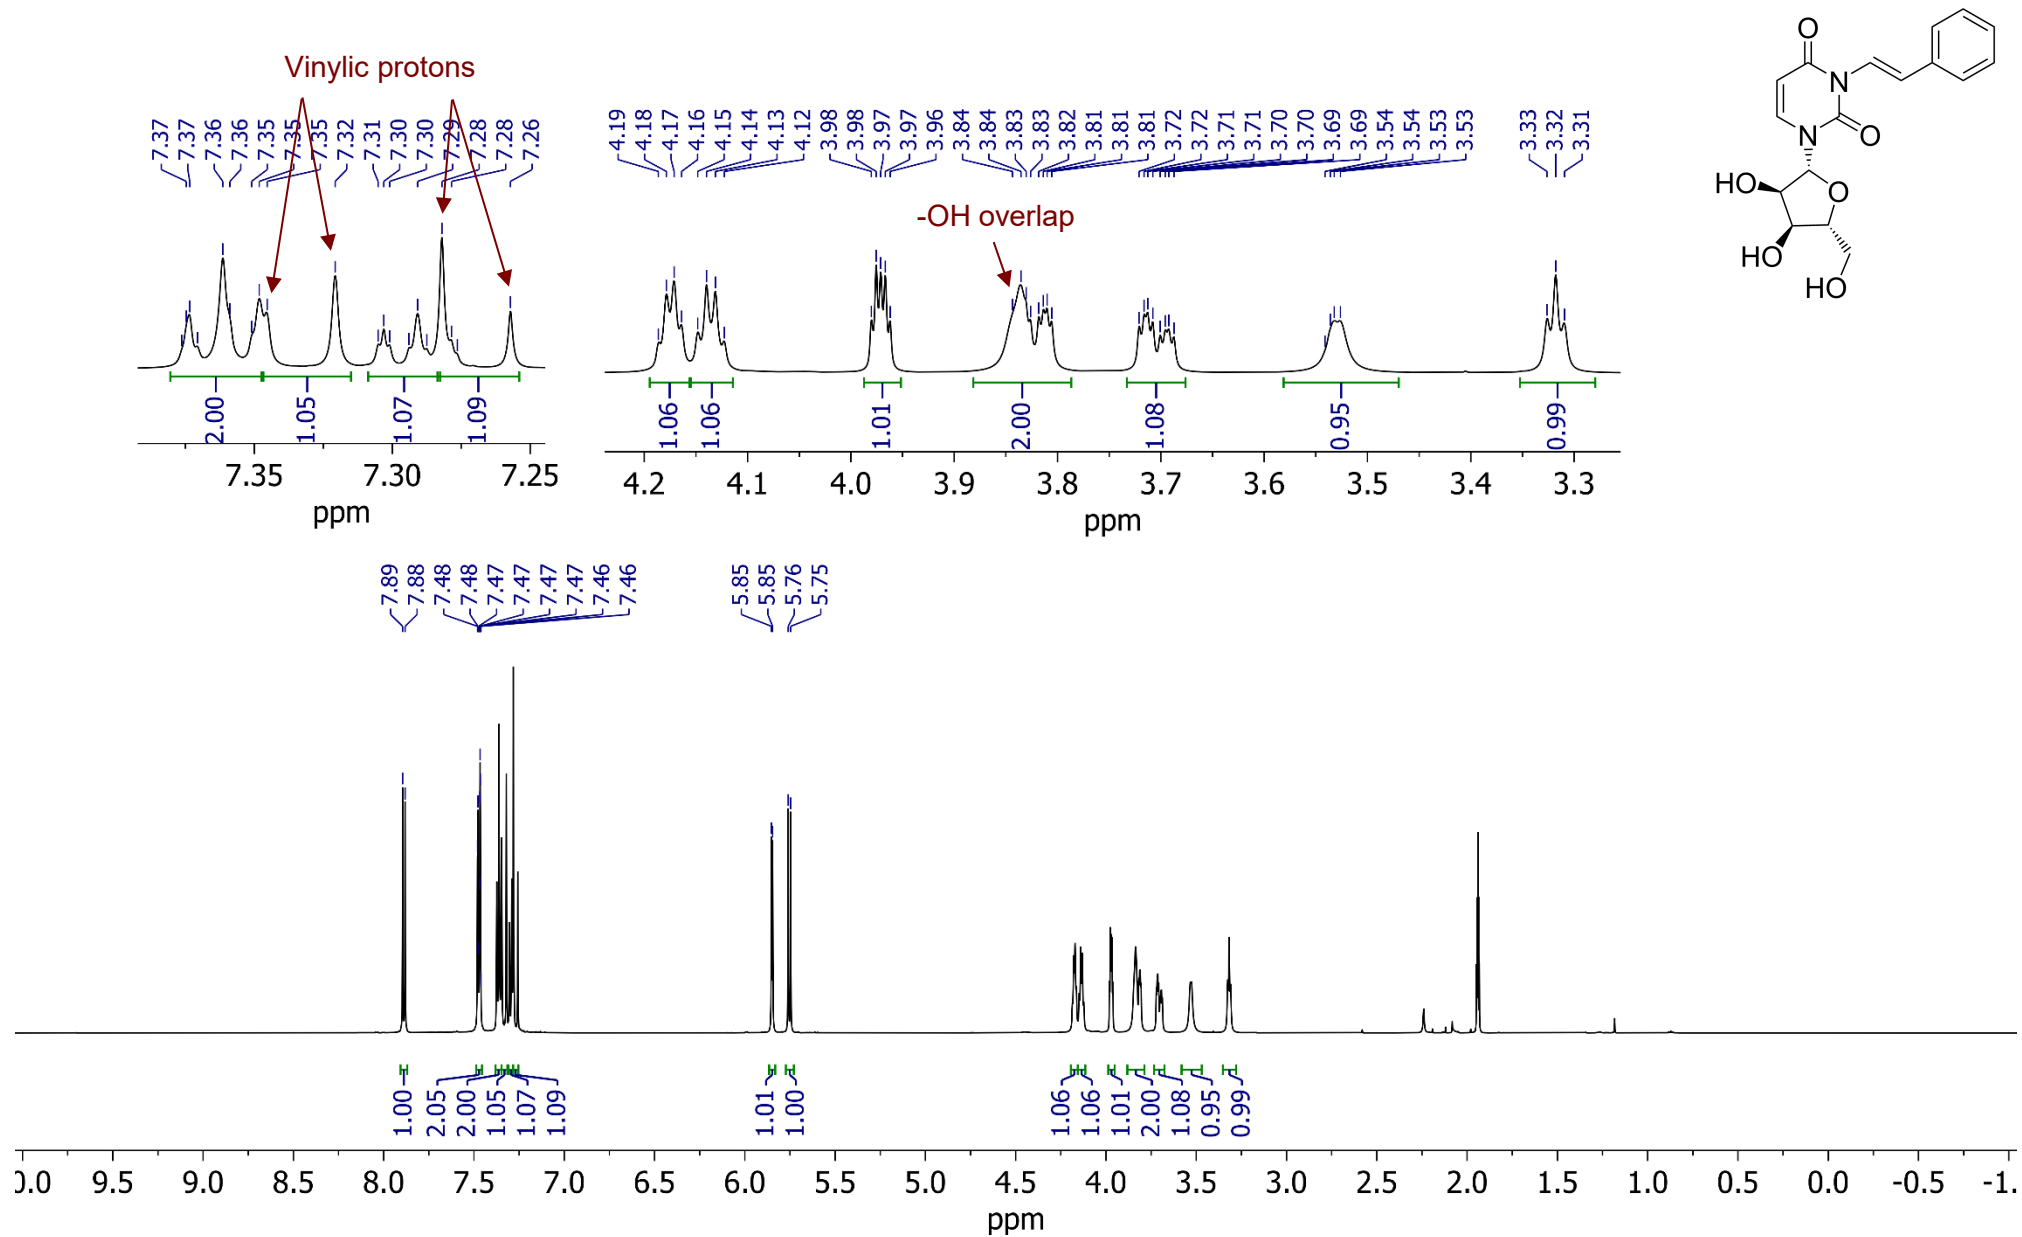 Vinylic protons
7.37 7.37 7.36 7.36 7.35 7.35 7.35 7.32 7.31 7.30 7.30 7.29 7.28 7.28 7.26
4.19 4.18 4.17 4.16 4.15 4.14 4.13 4.12 3.98 3.98 3.97 3.97 3.96 3.84 3.84 3.83 3.83 3.82 3.81 3.81 3.81 3.72 3.72 3.71 3.71 3.70 3.70 3.69 3.69 3.54 3.54 3.53 3.53 3.33 3.32 3.31
-OH overlap
2.00 1.05 1.07 1.09
7.35 7.30 7.25
ppm
1.06 1.06 1.01 2.00 1.08 0.95 0.99
4.2 4.1 4.0 3.9 3.8 3.7 3.6 3.5 3.4 3.3
ppm
O
N
N O
HO O
HO
HO
7.89 7.88 7.48 7.48 7.47 7.47 7.47 7.47 7.46 7.46 5.85 5.85 5.76 5.75
1.00 2.05 2.00 1.05 1.07 1.09 1.01 1.00 1.06 1.06 1.01 2.00 1.08 0.95 0.99
0.0 9.5 9.0 8.5 8.0 7.5 7.0 6.5 6.0 5.5 5.0 4.5 4.0 3.5 3.0 2.5 2.0 1.5 1.0 0.5 0.0 -0.5 -1.
ppm